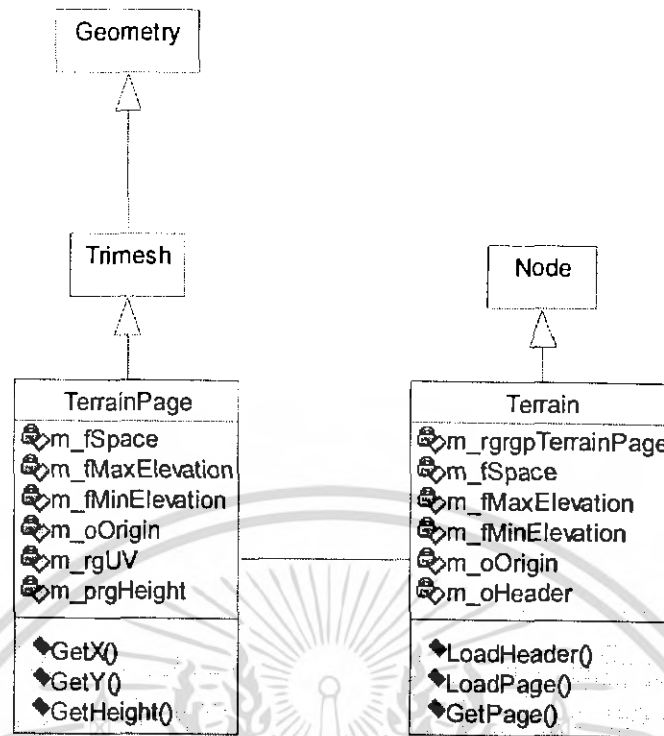 Geometry
Trimesh
Node
TerrainPage
m_fSpace
m_fMaxElevation
m_fMinElevation
m_oOrigin
m_rgUV
m_prgHeight
GetX()
GetY()
GetHeight()
Terrain
m_rgrgpTerrainPage
m_fSpace
m_fMaxElevation
m_fMinElevation
m_oOrigin
m_oHeader
LoadHeader()
LoadPage()
GetPage()